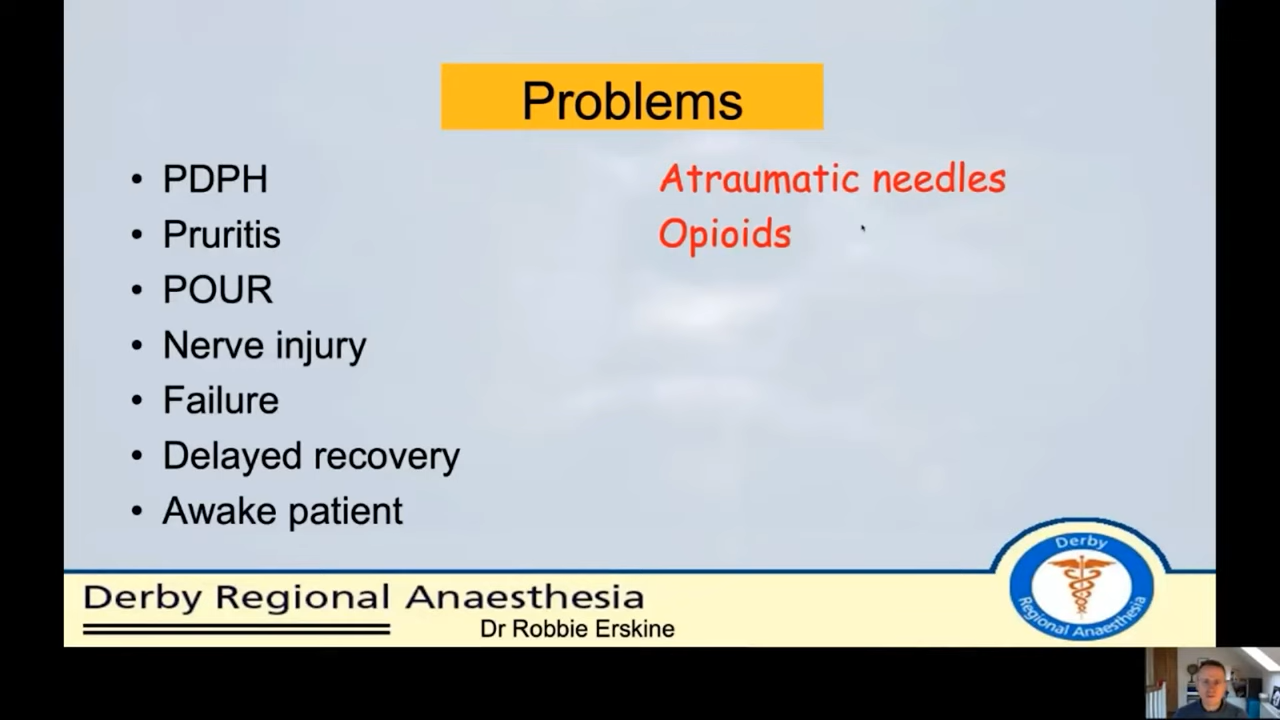 Problems
• PDPH Atraumatic needles
• Pruritis Opioids
• POUR
• Nerve injury
• Failure
• Delayed recovery
• Awake patient
Derby Regional Anaesthesia
Dr Robbie Erskine
Derby
Regional Anaesthesia